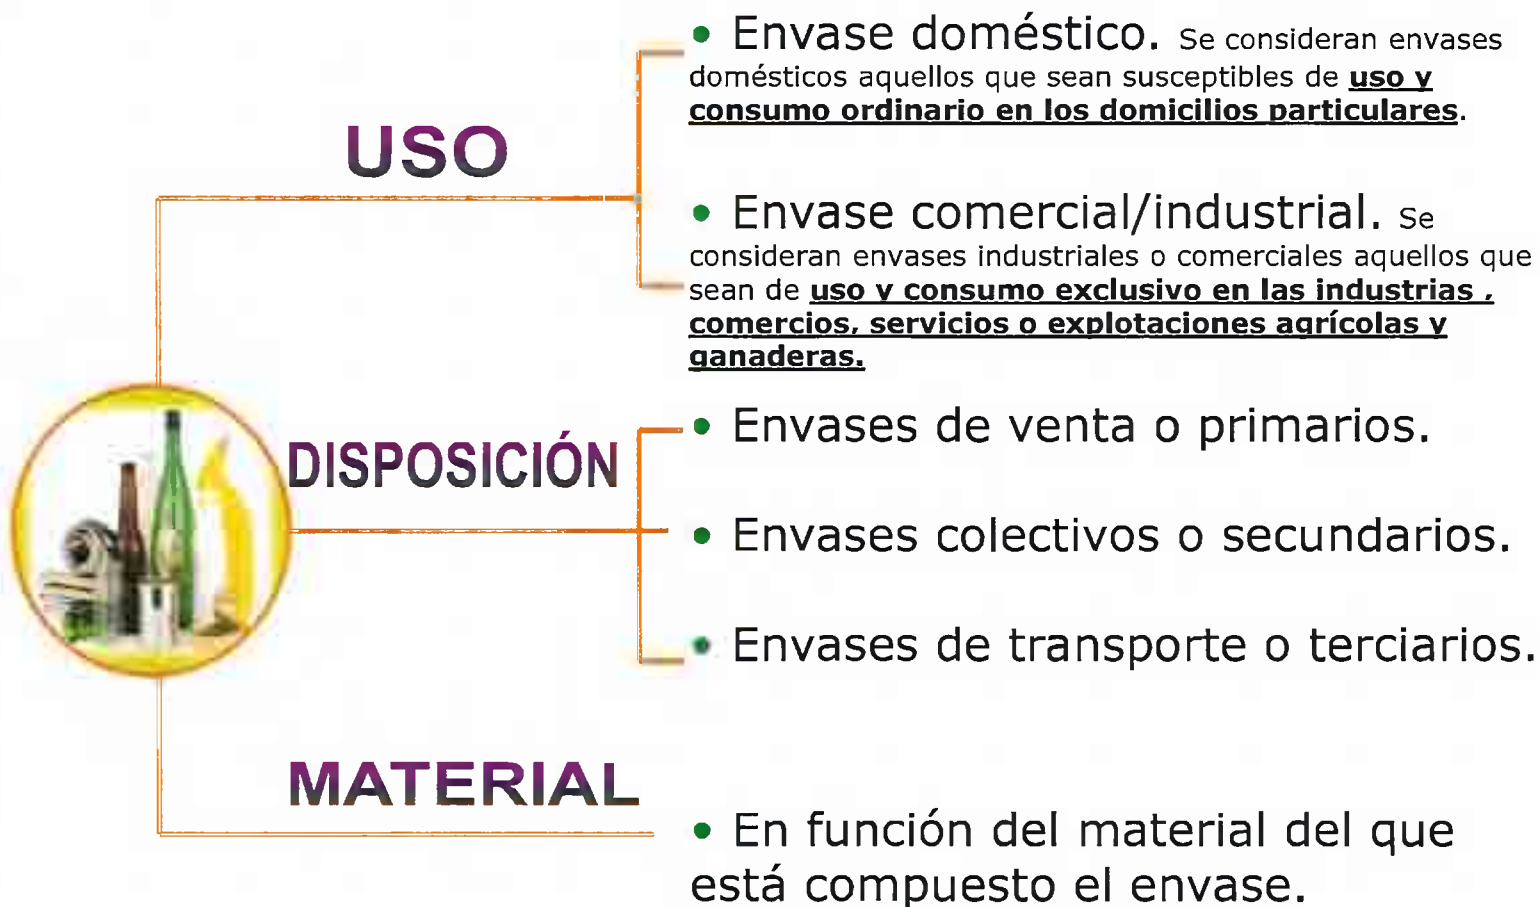 USO
• Envase doméstico. Se consideran envases
domésticos aquellos que sean susceptibles de uso y
consumo ordinario en los domicilios particulares.
• Envase comercial/industrial. Se
consideran envases industriales o comerciales aquellos que
sean de uso y consumo exclusivo en las industrias ,
comercios, servicios o explotaciones agrícolas y
ganaderas.
DISPOSICIÓN
• Envases de venta o primarios.
• Envases colectivos o secundarios.
• Envases de transporte o terciarios.
MATERIAL
• En función del material del que
está compuesto el envase.